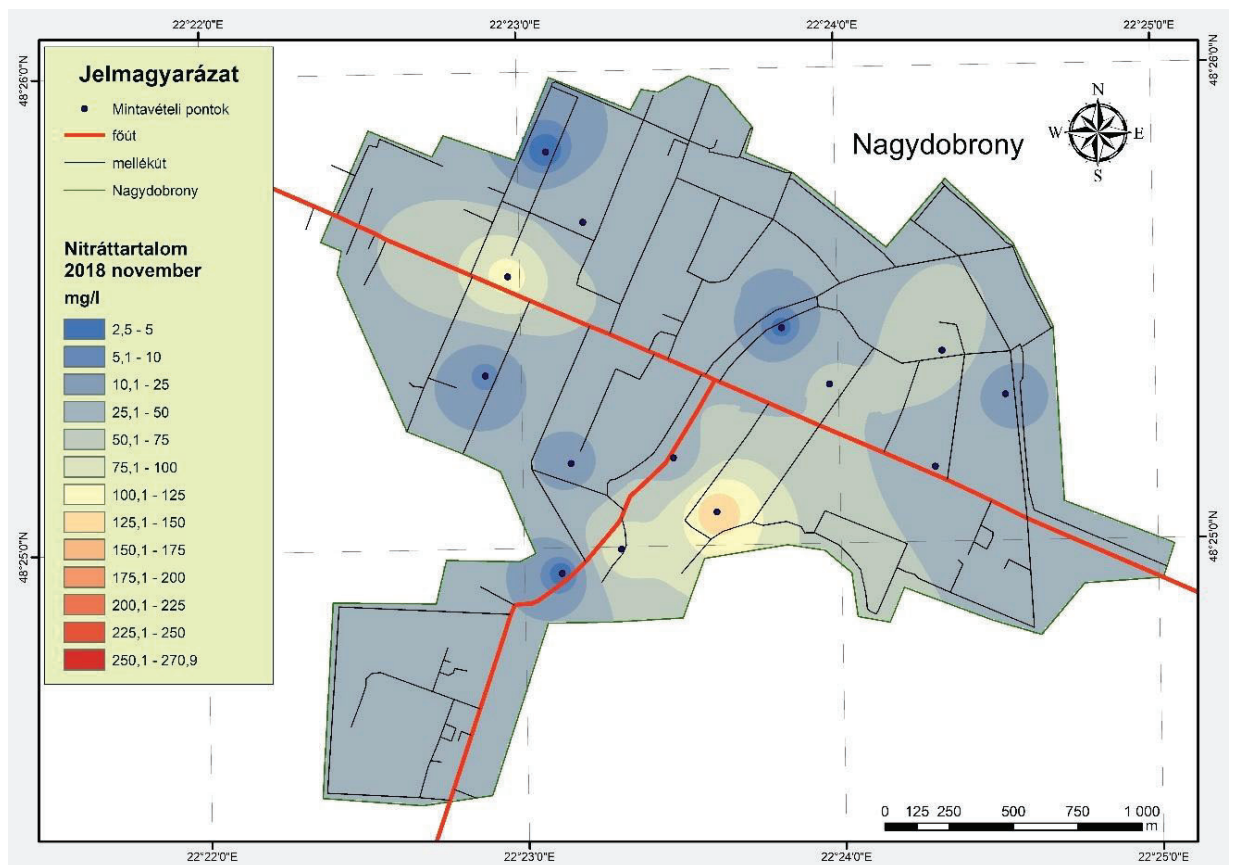 22°22'0"E
22°23'0"E
22°24'0"E
22°25'0"E
48°26'0"N
48°26'0"N
Jelmagyarázat
Mintavételi pontok
főút
mellékút
Nagydobrony
Nitráttartalom
2018 november
mg/l
2,5 - 5
5,1 - 10
10,1 - 25
25,1 - 50
50,1 - 75
75,1 - 100
100,1 - 125
125,1 - 150
150,1 - 175
175,1 - 200
200,1 - 225
225,1 - 250
250,1 - 270,9
Nagydobrony
N
W
E
S
48°25'0"N
48°25'0"N
0 125 250 500 750 1 000
m
22°22'0"E
22°23'0"E
22°24'0"E
22°25'0"E